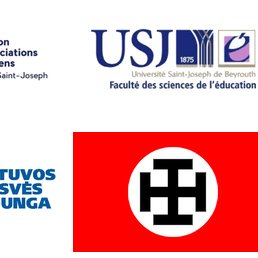 on
ciations
ens
Saint-Joseph
USJ
1875
é
Université Saint-Joseph de Beyrouth
Faculté des sciences de l'éducation
TUVOS
SVĖS
UNGA